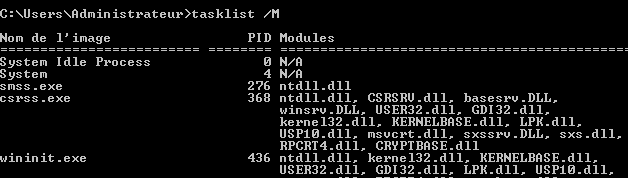 C:\Users\Administrateur>tasklist /M
Nom de l'image                 PID Modules
========================= ======== ============================================
System Idle Process              0 N/A
System                           4 N/A
smss.exe                       276 ntdll.dll
csrss.exe                      368 ntdll.dll, CSRSRV.dll, basesrv.DLL,
winsrv.DLL, USER32.dll, GDI32.dll,
kernel32.dll, KERNELBASE.dll, LPK.dll,
USP10.dll, msvcrt.dll, sxssrv.DLL, sxs.dll,
RPCRT4.dll, CRYPTBASE.dll
wininit.exe                    436 ntdll.dll, kernel32.dll, KERNELBASE.dll,
USER32.dll, GDI32.dll, LPK.dll, USP10.dll,